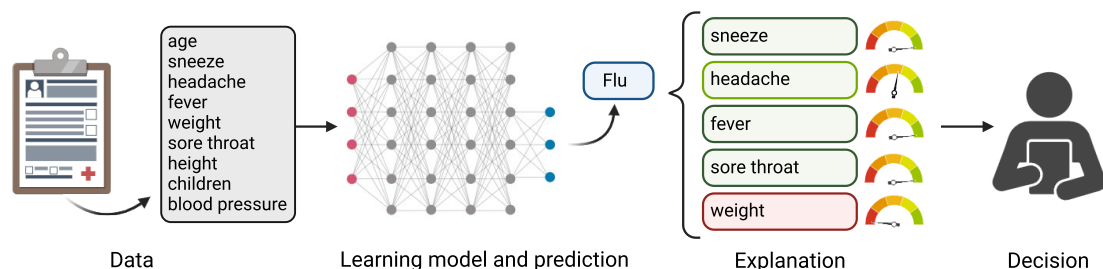 age
sneeze
headache
fever
weight
sore throat
height
children
blood pressure
Flu
sneeze
headache
fever
sore throat
weight
Data
Learning model and prediction
Explanation
Decision